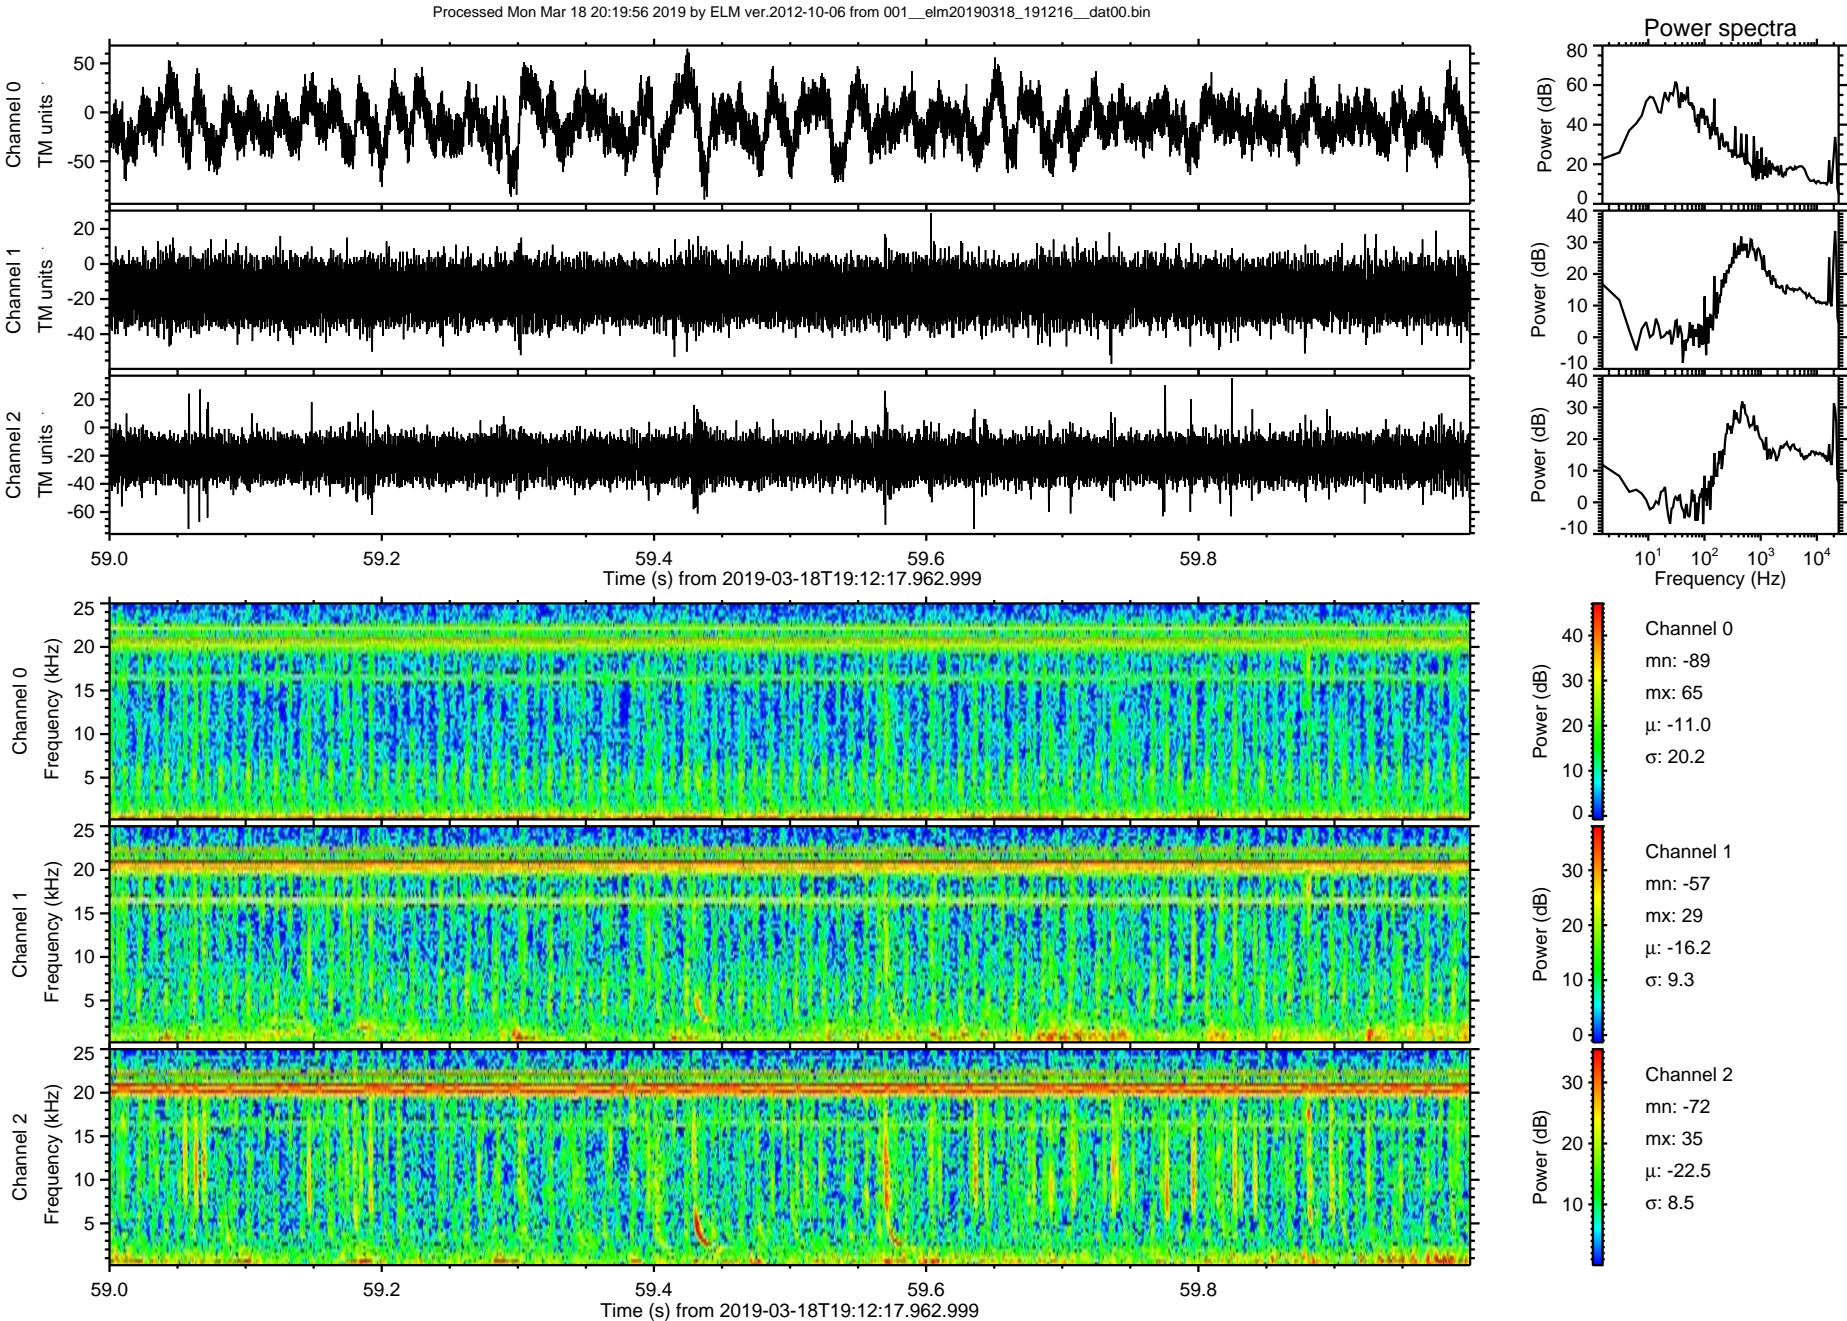 Processed Mon Mar 18 20:19:56 2019 by ELM ver.2012-10-06 from 001__elm20190318_191216__dat00.bin
Power spectra
Channel 0
TM units
50
0
-50
Power (dB)
80
60
40
20
0
Channel 1
TM units
20
0
-20
-40
Power (dB)
40
30
20
10
0
-10
Channel 2
TM units
20
0
-20
-40
-60
Power (dB)
40
30
20
10
0
-10
59.0 59.2 59.4 59.6 59.8
Time (s) from 2019-03-18T19:12:17.962.999
10^1 10^2 10^3 10^4
Frequency (Hz)
Channel 0
Frequency (kHz)
25
20
15
10
5
Power (dB)
40
30
20
10
0
Channel 0
mn: -89
mx: 65
μ: -11.0
σ: 20.2
Channel 1
Frequency (kHz)
25
20
15
10
5
Power (dB)
30
20
10
0
Channel 1
mn: -57
mx: 29
μ: -16.2
σ: 9.3
Channel 2
Frequency (kHz)
25
20
15
10
5
Power (dB)
30
20
10
Channel 2
mn: -72
mx: 35
μ: -22.5
σ: 8.5
59.0 59.2 59.4 59.6 59.8
Time (s) from 2019-03-18T19:12:17.962.999